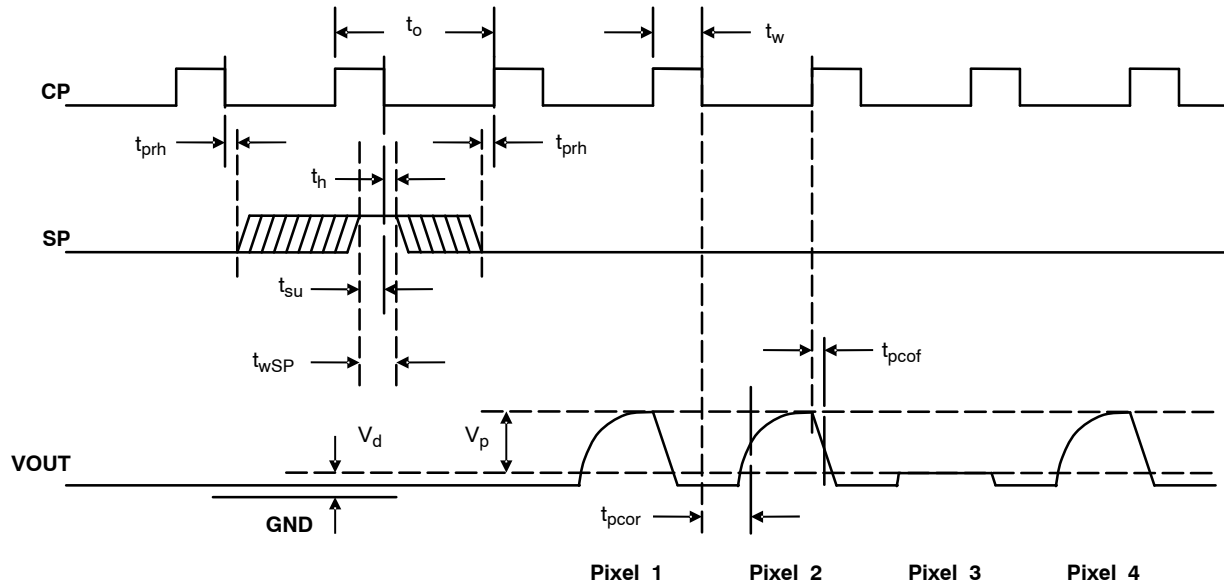 t_o
t_w
CP
t_prh
t_prh
t_h
SP
t_su
t_wSP
t_pcof
V_d
V_p
VOUT
t_pcor
GND
Pixel 1
Pixel 2
Pixel 3
Pixel 4